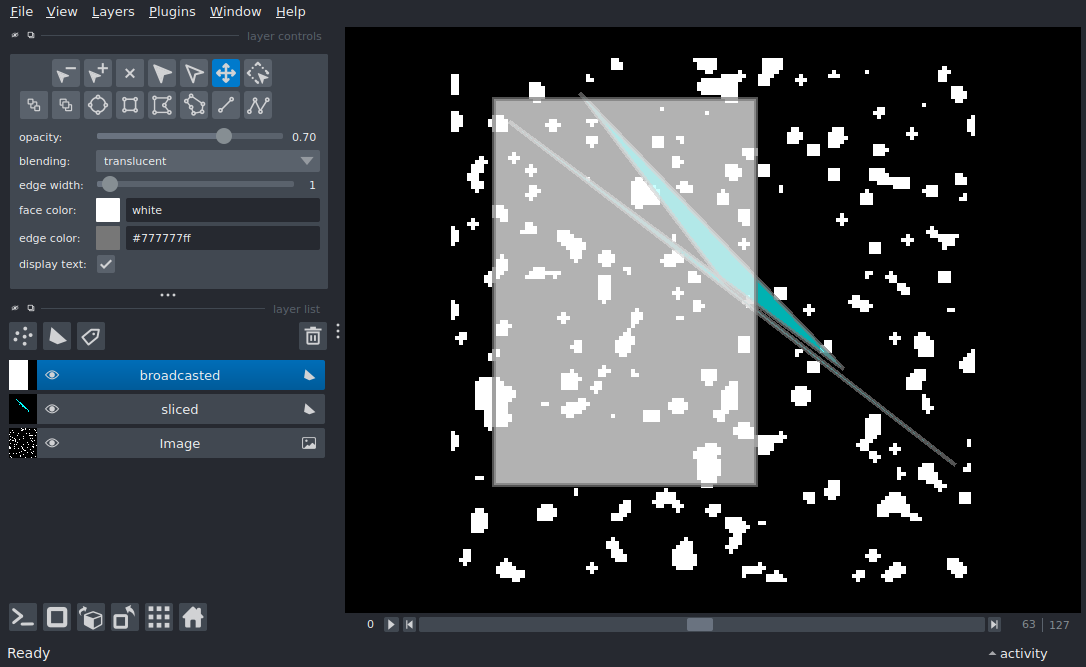 File View Layers Plugins Window Help
layer controls
opacity: 0.70
blending: translucent
edge width: 1
face color: white
edge color: #777777ff
display text:
layer list
broadcasted
sliced
Image
0 63 127
Ready activity